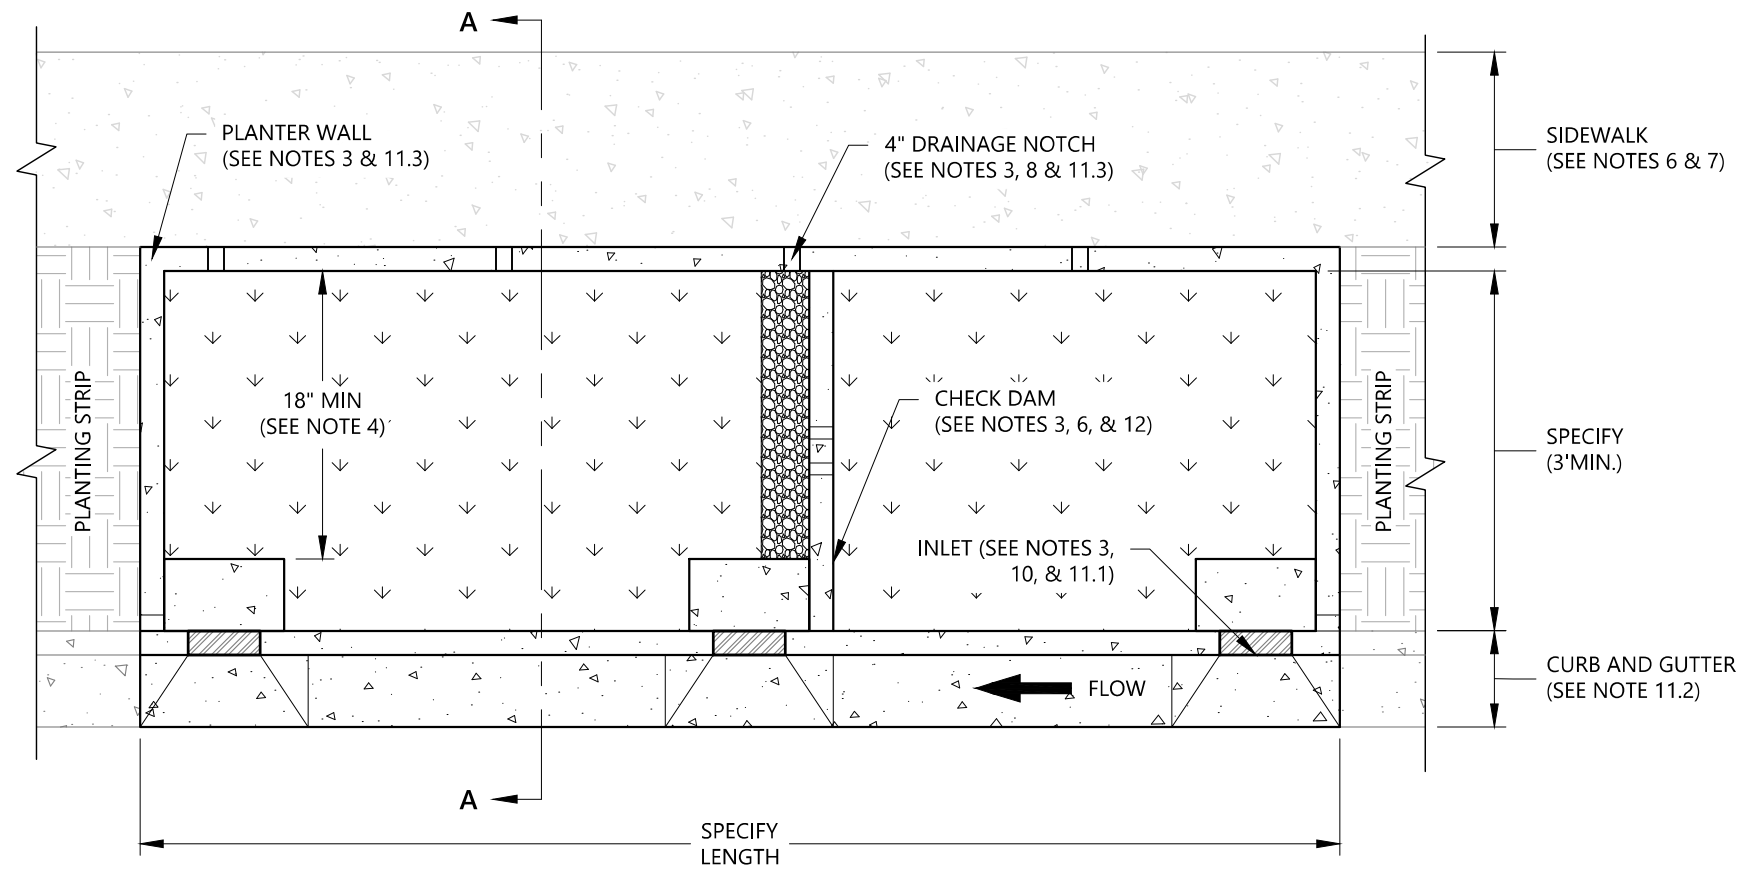 A
PLANTER WALL
(SEE NOTES 3 & 11.3)
4" DRAINAGE NOTCH
(SEE NOTES 3, 8 & 11.3)
SIDEWALK
(SEE NOTES 6 & 7)
PLANTING STRIP
18" MIN
(SEE NOTE 4)
CHECK DAM
(SEE NOTES 3, 6, & 12)
PLANTING STRIP
SPECIFY
(3'MIN.)
INLET (SEE NOTES 3,
10, & 11.1)
FLOW
CURB AND GUTTER
(SEE NOTE 11.2)
A
SPECIFY
LENGTH